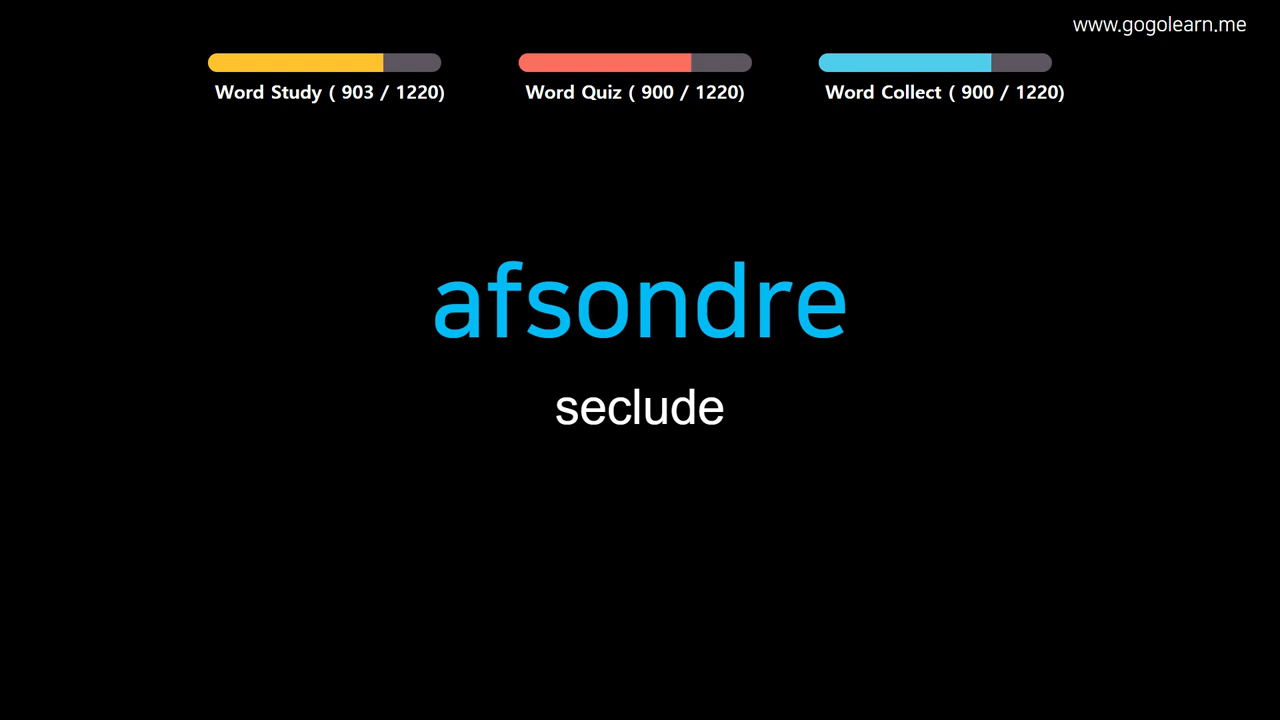 www.gogolearn.me
Word Study ( 903 / 1220)
Word Quiz ( 900 / 1220)
Word Collect ( 900 / 1220)
afsondre
seclude